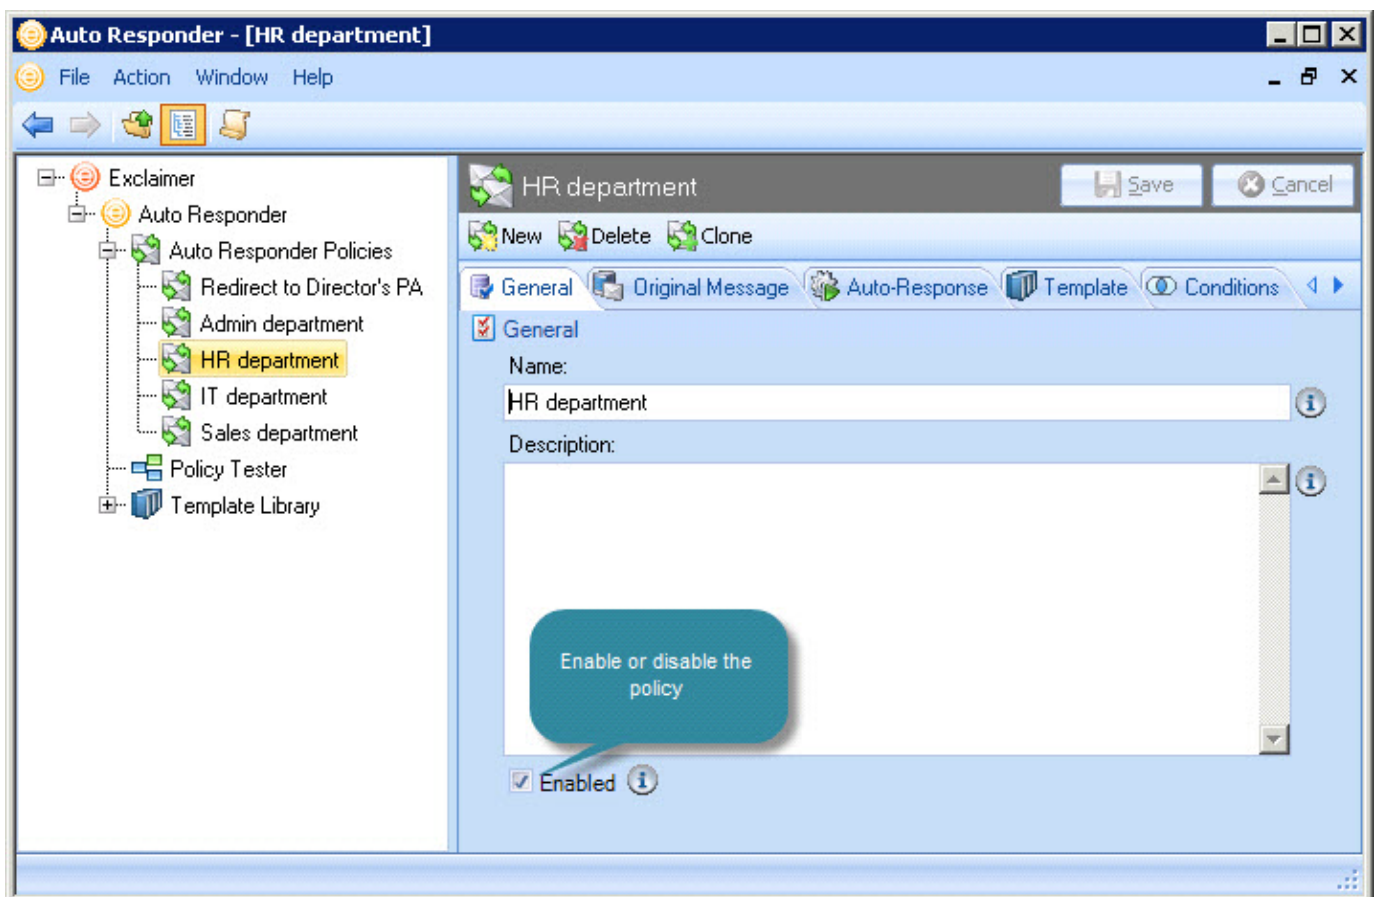 Auto Responder - [HR department]
File Action Window Help
Exclaimer
Auto Responder
Auto Responder Policies
Redirect to Director's PA
Admin department
HR department
IT department
Sales department
Policy Tester
Template Library
HR department
Save Cancel
New Delete Clone
General Original Message Auto-Response Template Conditions
General
Name:
HR department
Description:
Enable or disable the
policy
Enabled